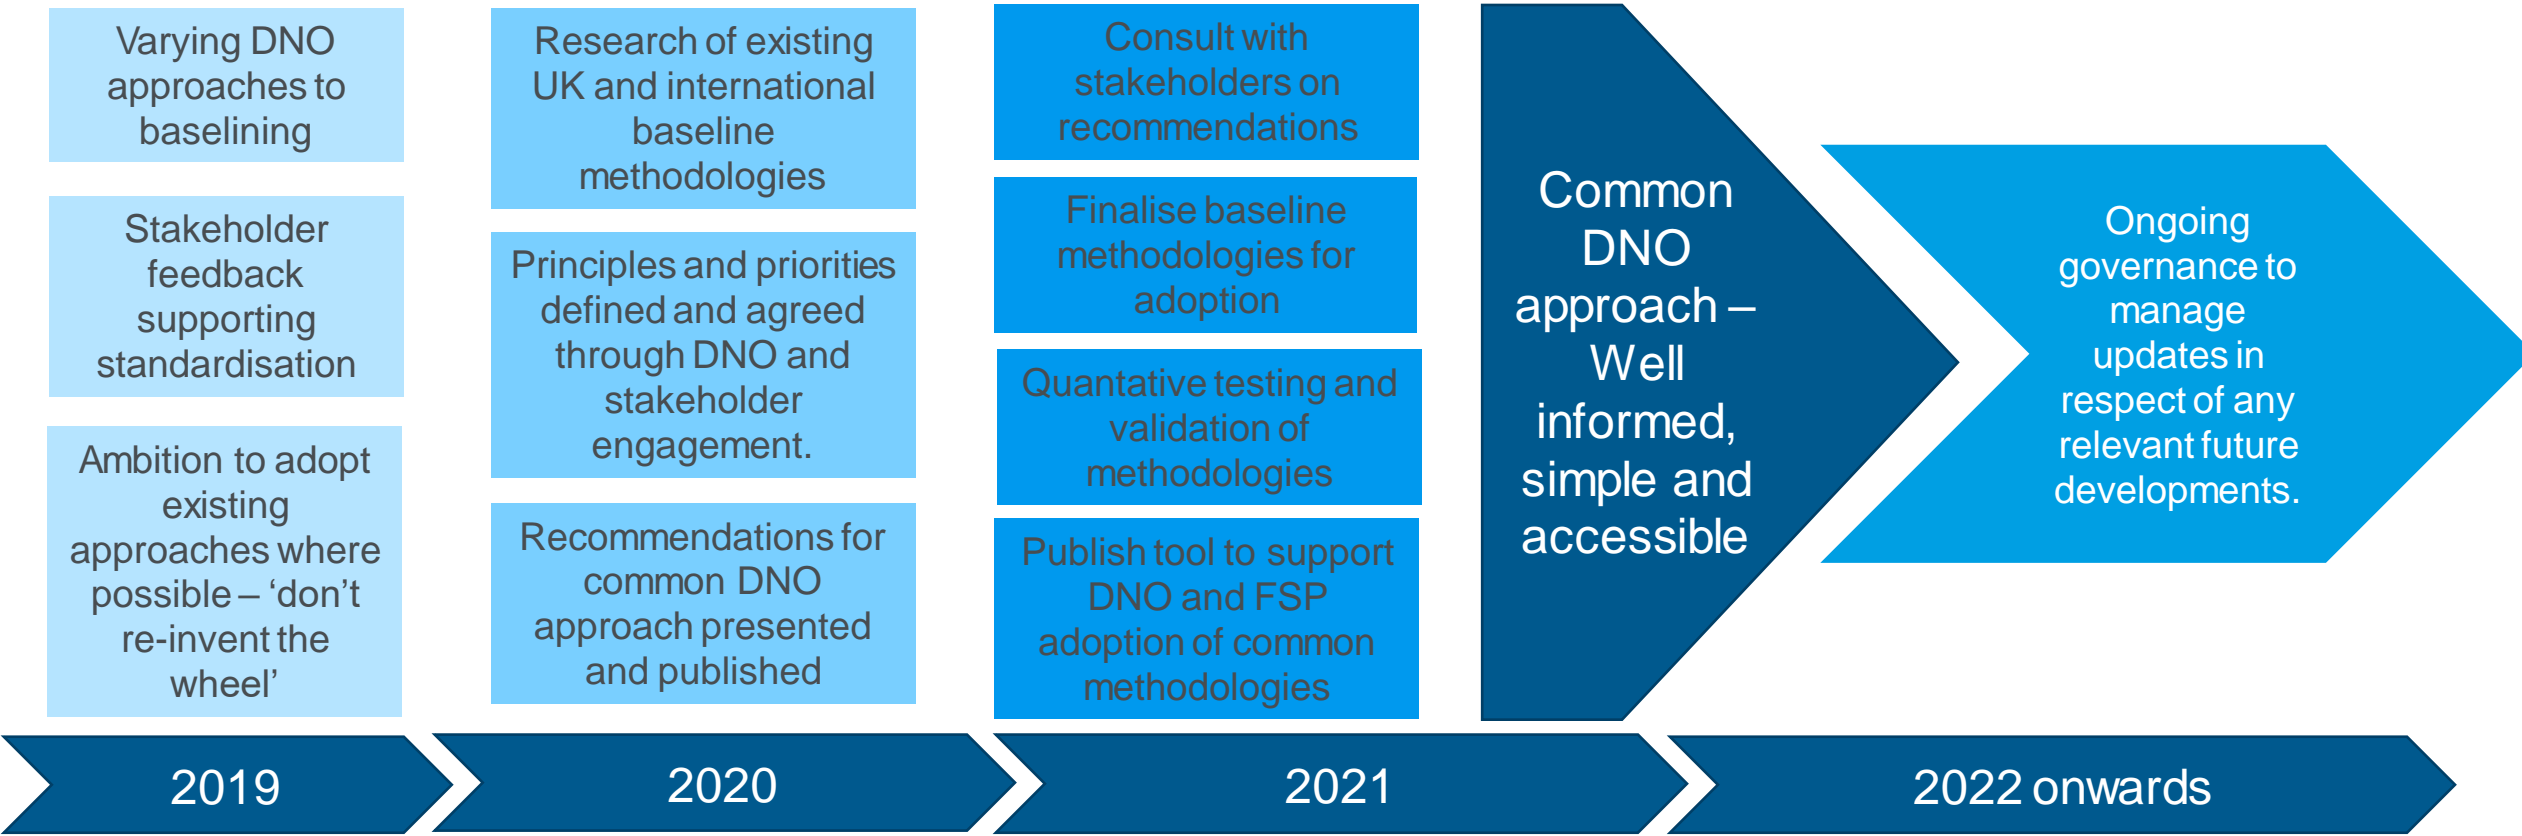 Varying DNO
approaches to
baselining
Stakeholder
feedback
supporting
standardisation
Ambition to adopt
existing
approaches where
possible – ‘don’t
re-invent the
wheel’
Research of existing
UK and international
baseline
methodologies
Principles and priorities
defined and agreed
through DNO and
stakeholder
engagement.
Recommendations for
common DNO
approach presented
and published
Consult with
stakeholders on
recommendations
Finalise baseline
methodologies for
adoption
Quantative testing and
validation of
methodologies
Publish tool to support
DNO and FSP
adoption of common
methodologies
Common
DNO
approach –
Well
informed,
simple and
accessible
Ongoing
governance to
manage
updates in
respect of any
relevant future
developments.
2019
2020
2021
2022 onwards